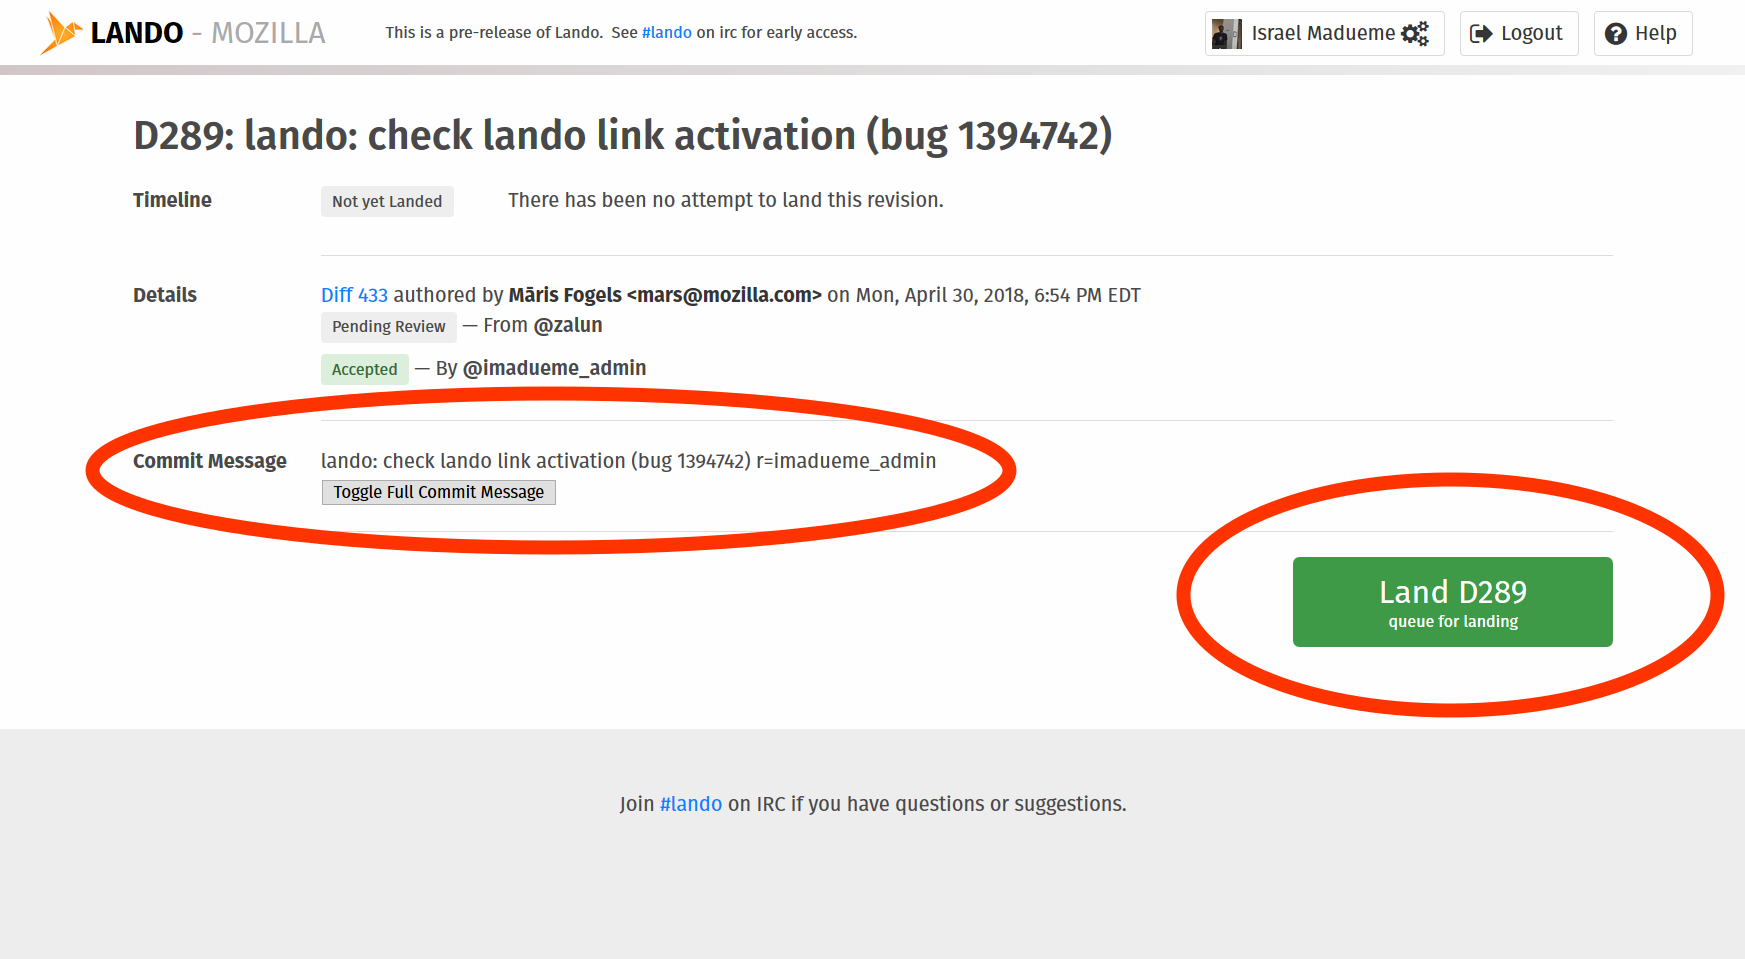 LANDO - MOZILLA
This is a pre-release of Lando. See #lando on irc for early access.
Israel Madueme
Logout
Help
D289: lando: check lando link activation (bug 1394742)
Timeline
Not yet Landed
There has been no attempt to land this revision.
Details
Diff 433 authored by Māris Fogels <mars@mozilla.com> on Mon, April 30, 2018, 6:54 PM EDT
Pending Review — From @zalun
Accepted — By @imadueme_admin
Commit Message
lando: check lando link activation (bug 1394742) r=imadueme_admin
Toggle Full Commit Message
Land D289
queue for landing
Join #lando on IRC if you have questions or suggestions.